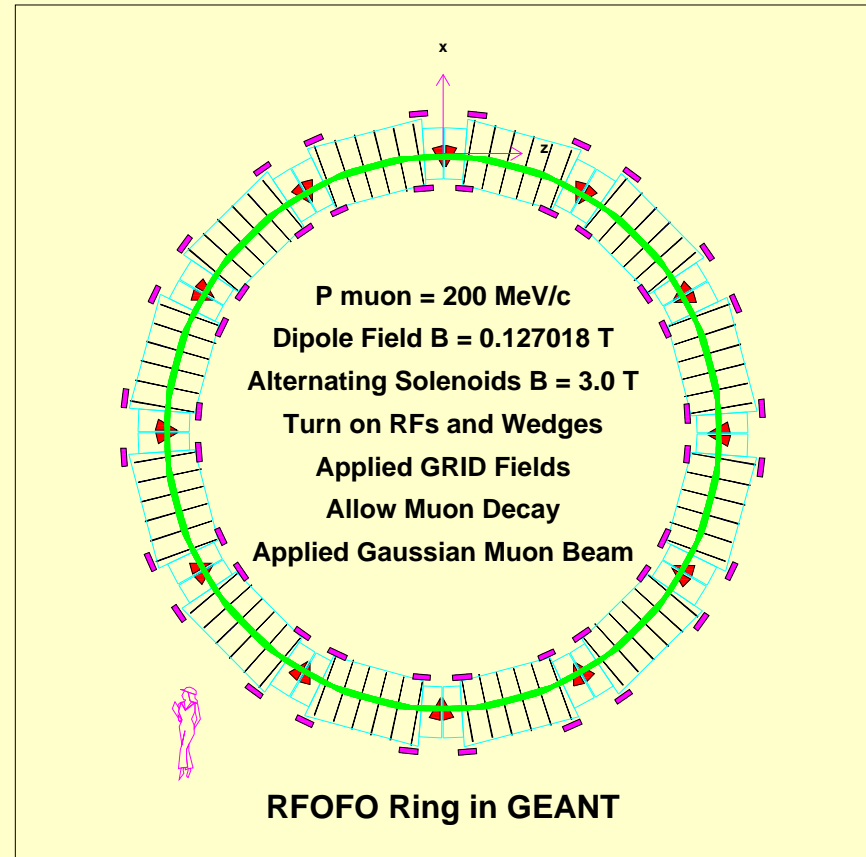 x
z
P muon = 200 MeV/c
Dipole Field B = 0.127018 T
Alternating Solenoids B = 3.0 T
Turn on RFs and Wedges
Applied GRID Fields
Allow Muon Decay
Applied Gaussian Muon Beam
RFOFO Ring in GEANT